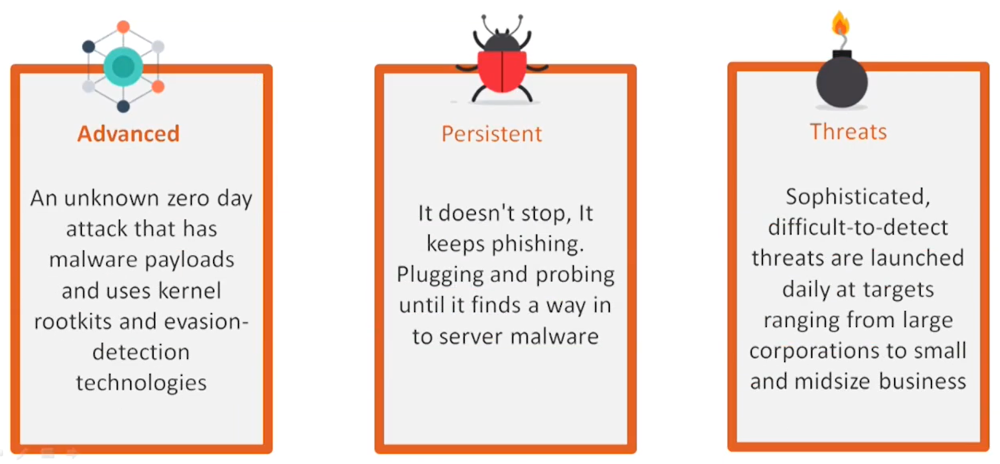 Advanced
An unknown zero day
attack that has
malware payloads
and uses kernel
rootkits and evasion-
detection
technologies
Persistent
It doesn't stop, It
keeps phishing.
Plugging and probing
until it finds a way in
to server malware
Threats
Sophisticated,
difficult-to-detect
threats are launched
daily at targets
ranging from large
corporations to small
and midsize business